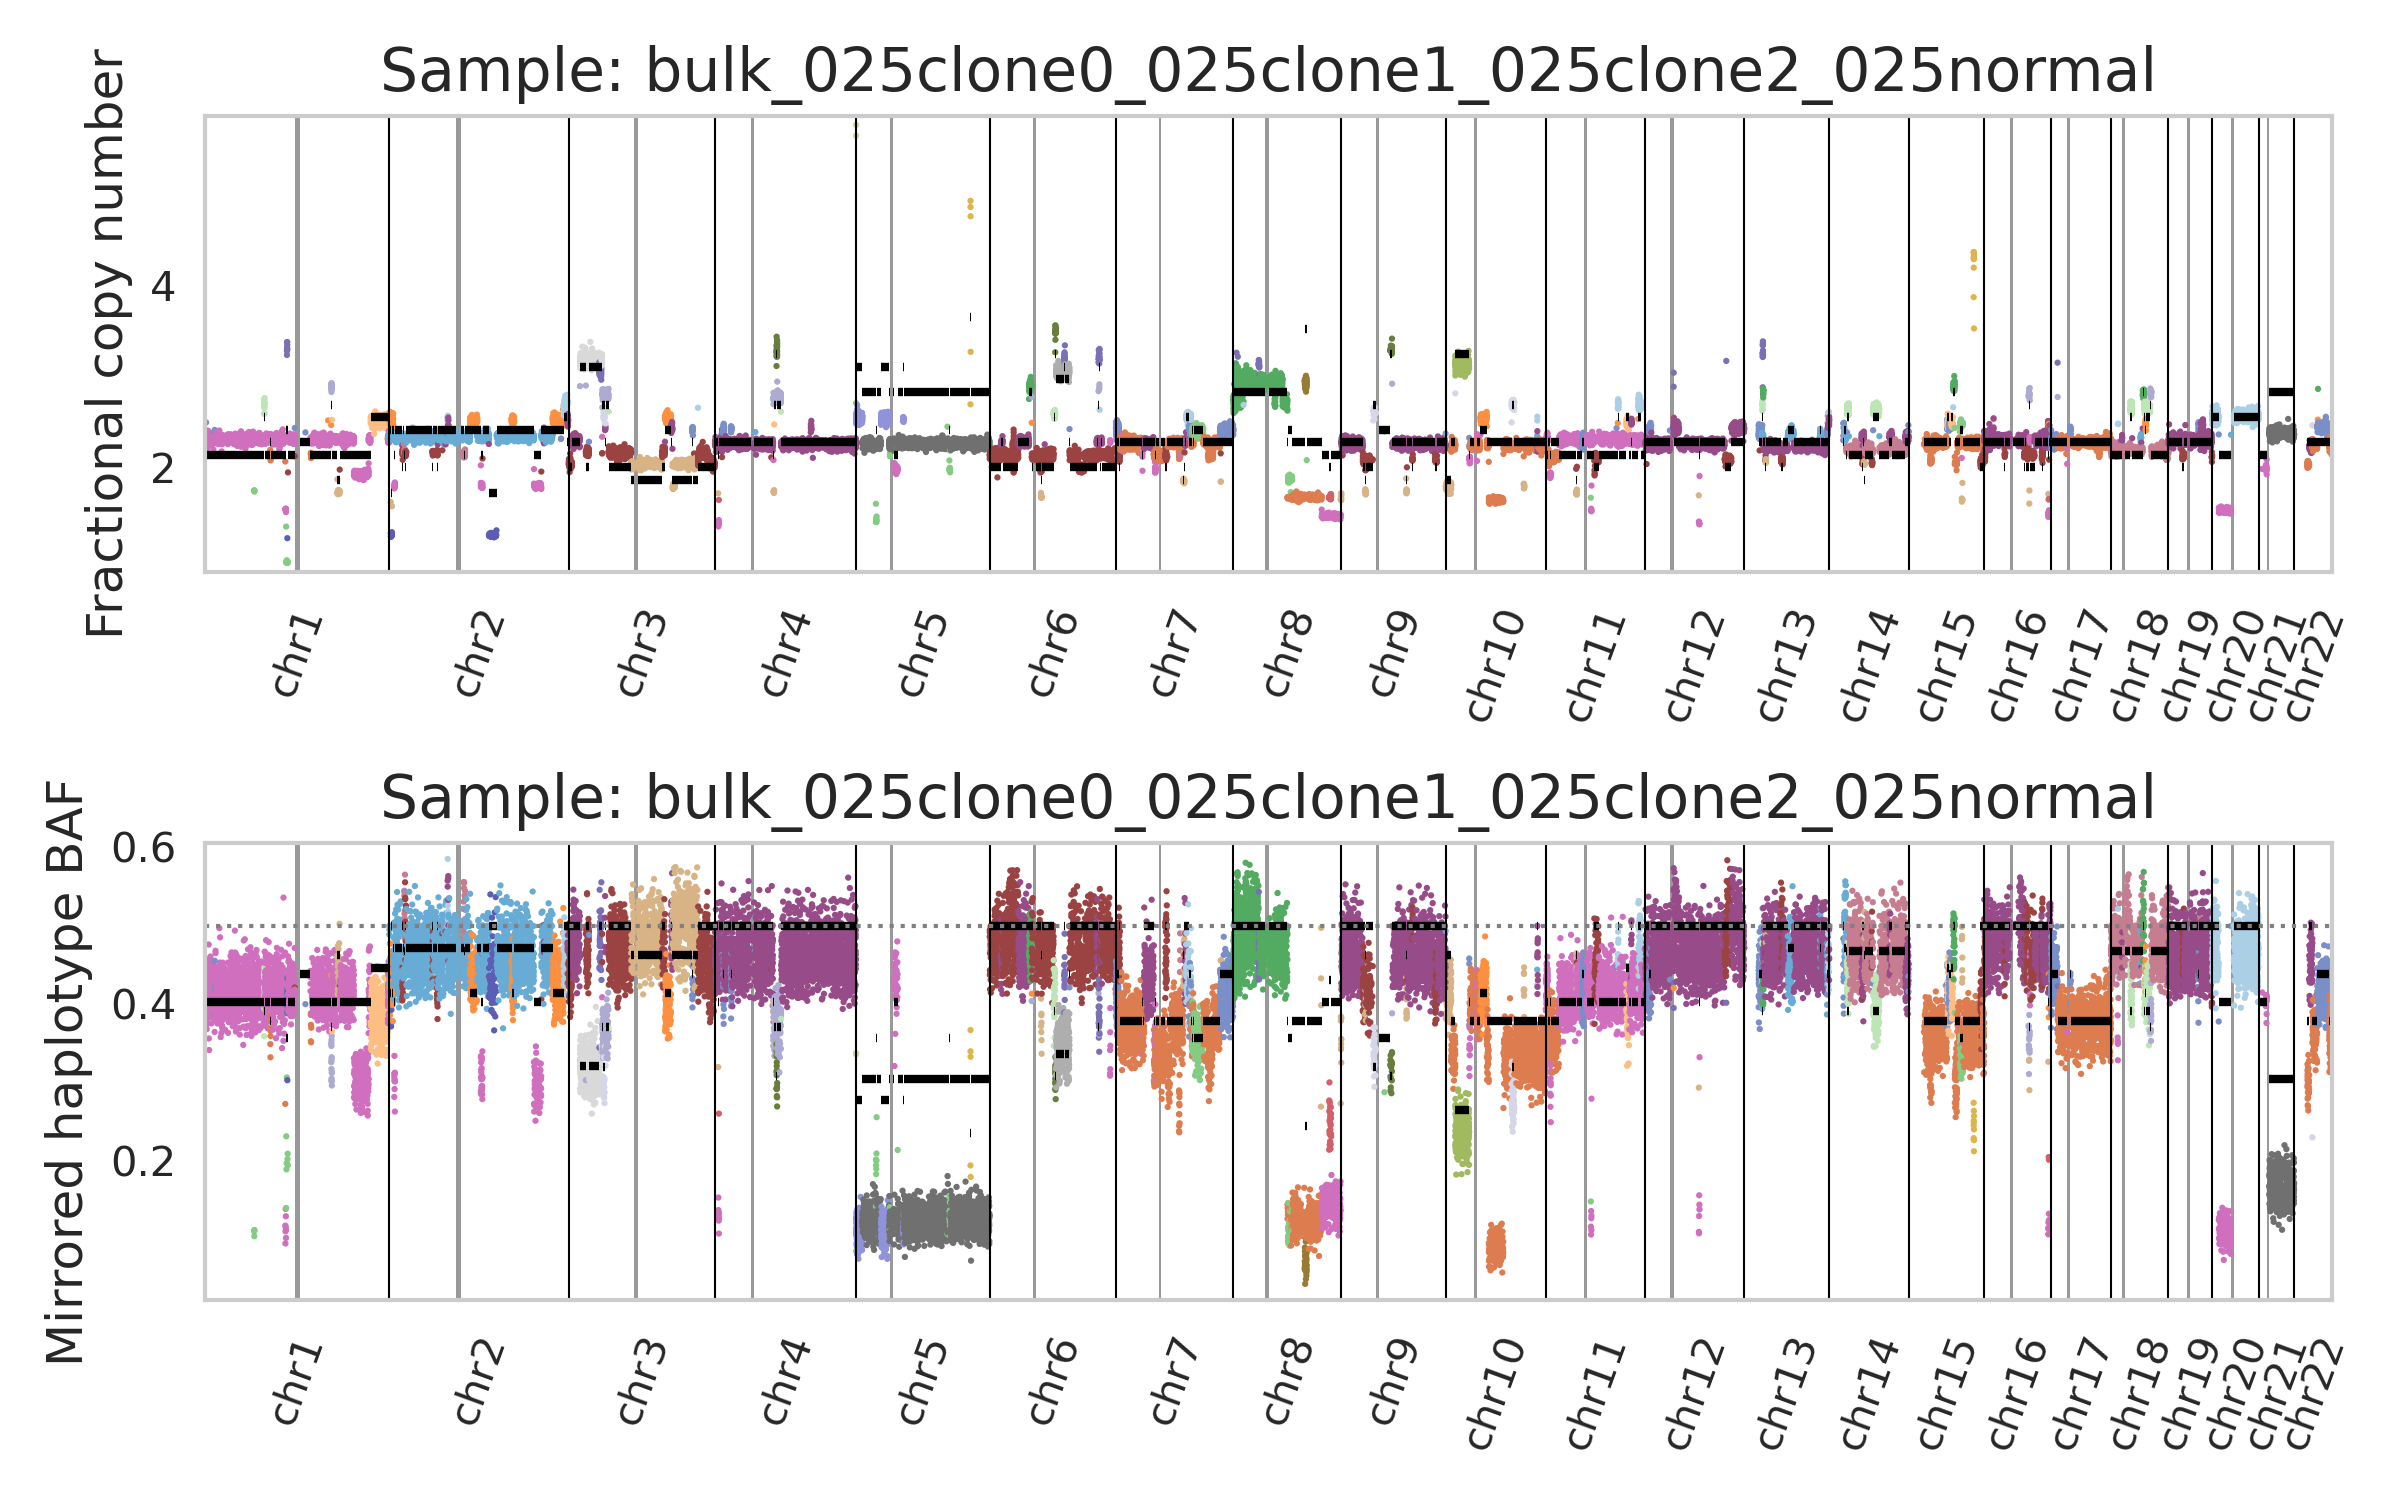 Sample: bulk_025clone0_025clone1_025clone2_025normal
Fractional copy number
4
2
chr1 chr2 chr3 chr4 chr5 chr6 chr7 chr8 chr9 chr10 chr11 chr12 chr13 chr14 chr15 chr16 chr17 chr18 chr19 chr20 chr21 chr22
Sample: bulk_025clone0_025clone1_025clone2_025normal
Mirrored haplotype BAF
0.6
0.4
0.2
chr1 chr2 chr3 chr4 chr5 chr6 chr7 chr8 chr9 chr10 chr11 chr12 chr13 chr14 chr15 chr16 chr17 chr18 chr19 chr20 chr21 chr22